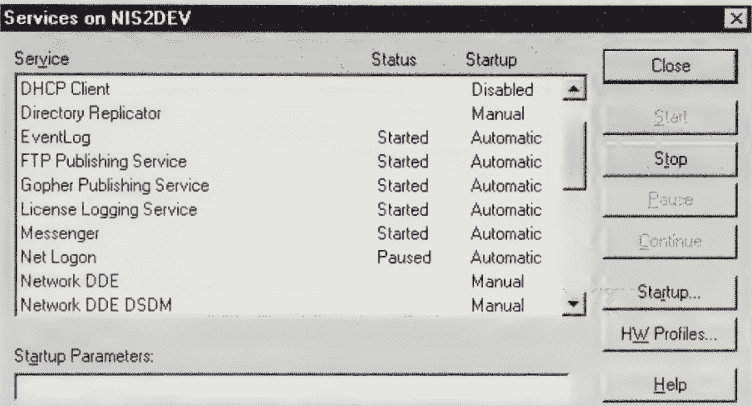 Services on NIS2DEV
Service Status Startup
DHCP Client Disabled
Directory Replicator Manual
EventLog Started Automatic
FTP Publishing Service Started Automatic
Gopher Publishing Service Started Automatic
License Logging Service Started Automatic
Messenger Started Automatic
Net Logon Paused Automatic
Network DDE Manual
Network DDE DSDM Manual
Startup Parameters:
Close
Start
Stop
Pause
Continue
Startup...
HW Profiles...
Help